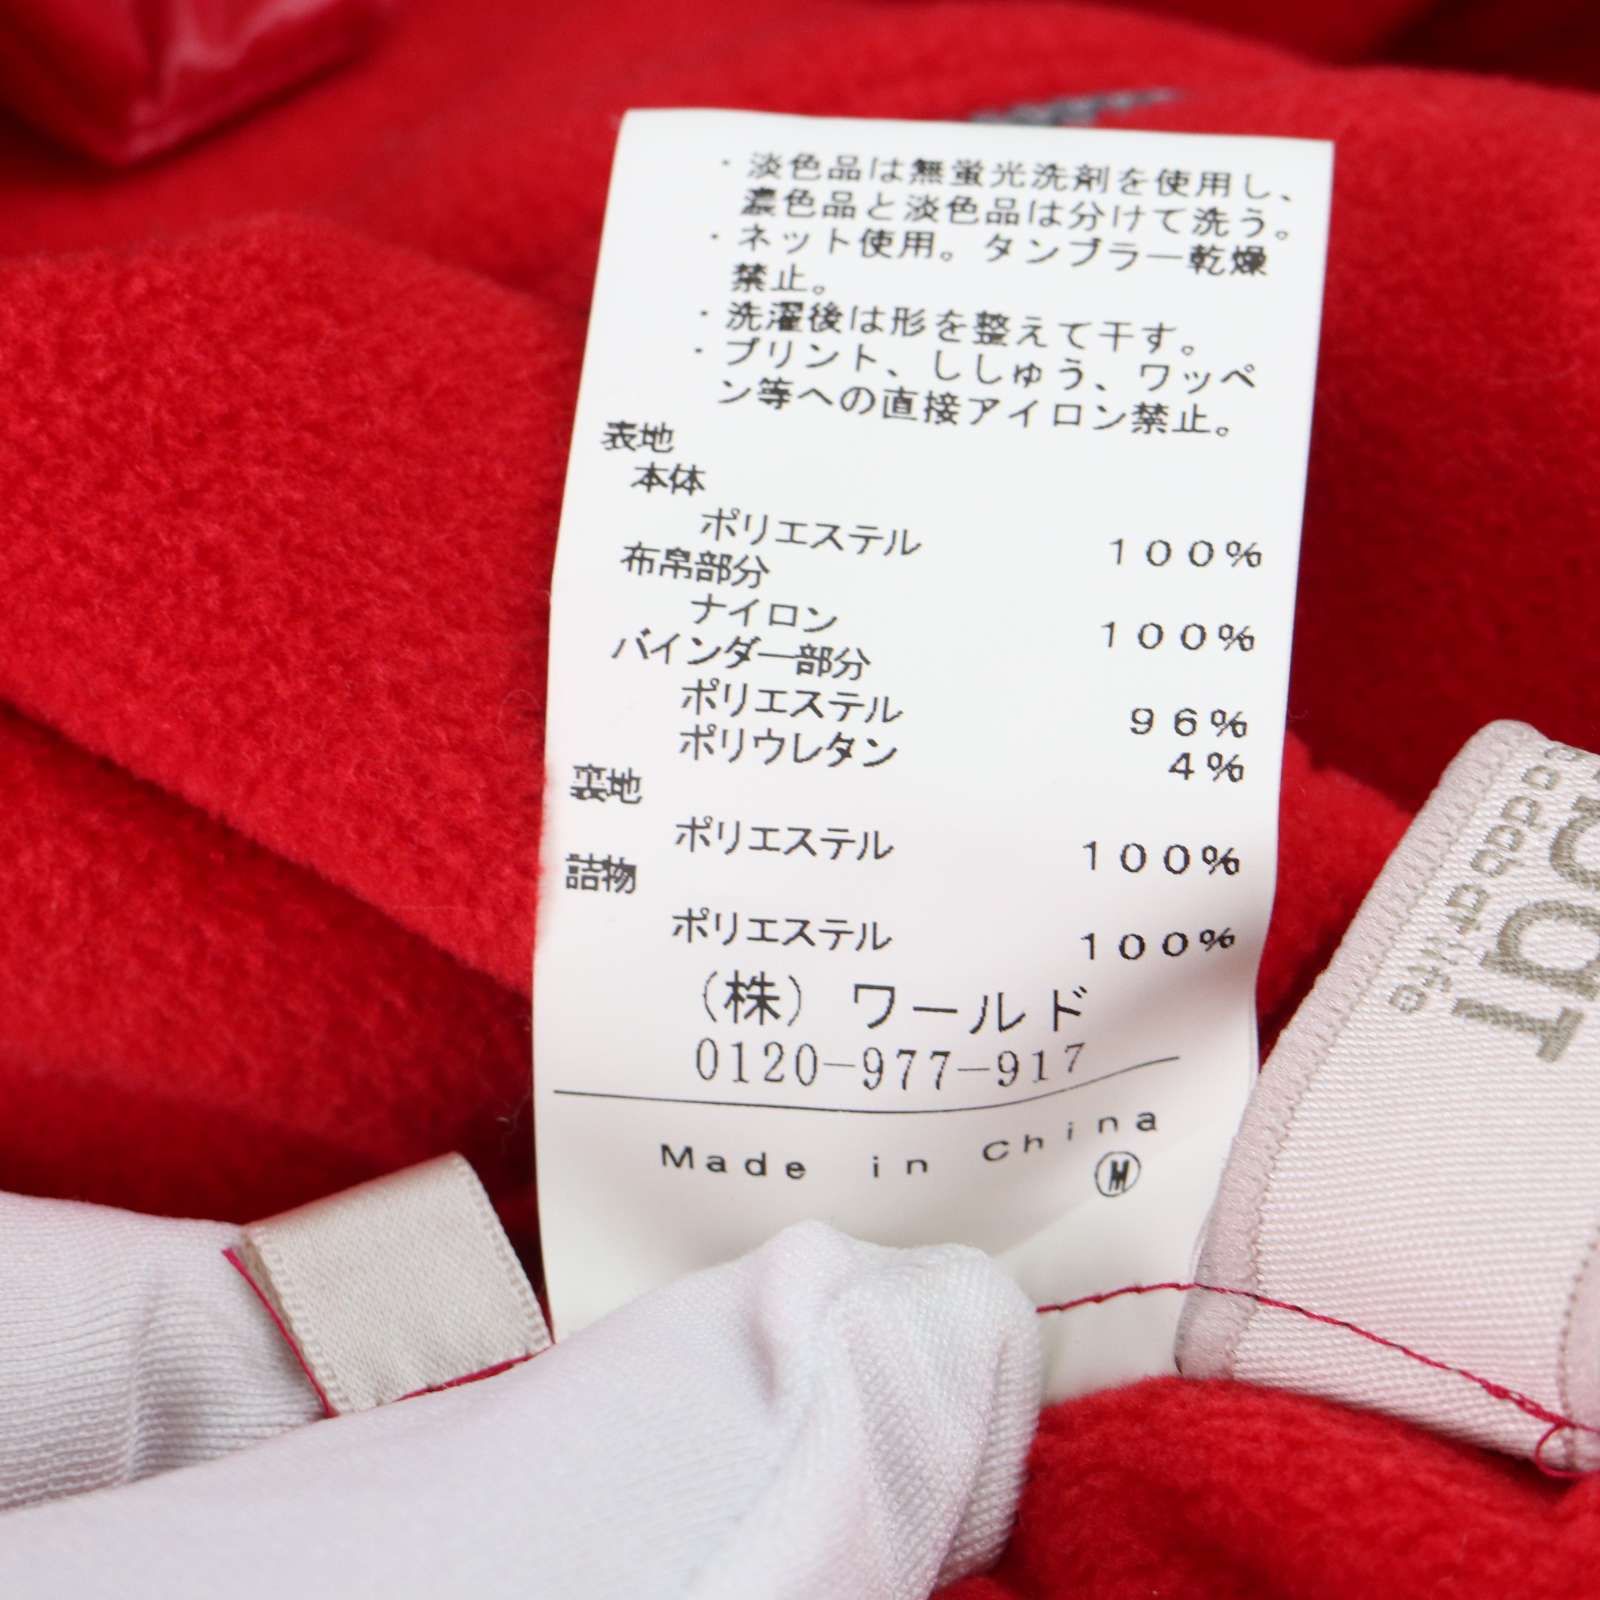 ・淡色品は無蛍光洗剤を使用し、
濃色品と淡色品は分けて洗う。
・ネット使用。タンブラー乾燥
禁止。
・洗濯後は形を整えて干す。
・プリント、ししゅう、ワッペ
ン等への直接アイロン禁止。
表地
本体
ポリエステル 100%
布帛部分
ナイロン 100%
バインダー部分
ポリエステル 96%
ポリウレタン 4%
裏地
ポリエステル 100%
詰物
ポリエステル 100%
(株) ワールド
0120-977-917
Made in China
Ⓜ